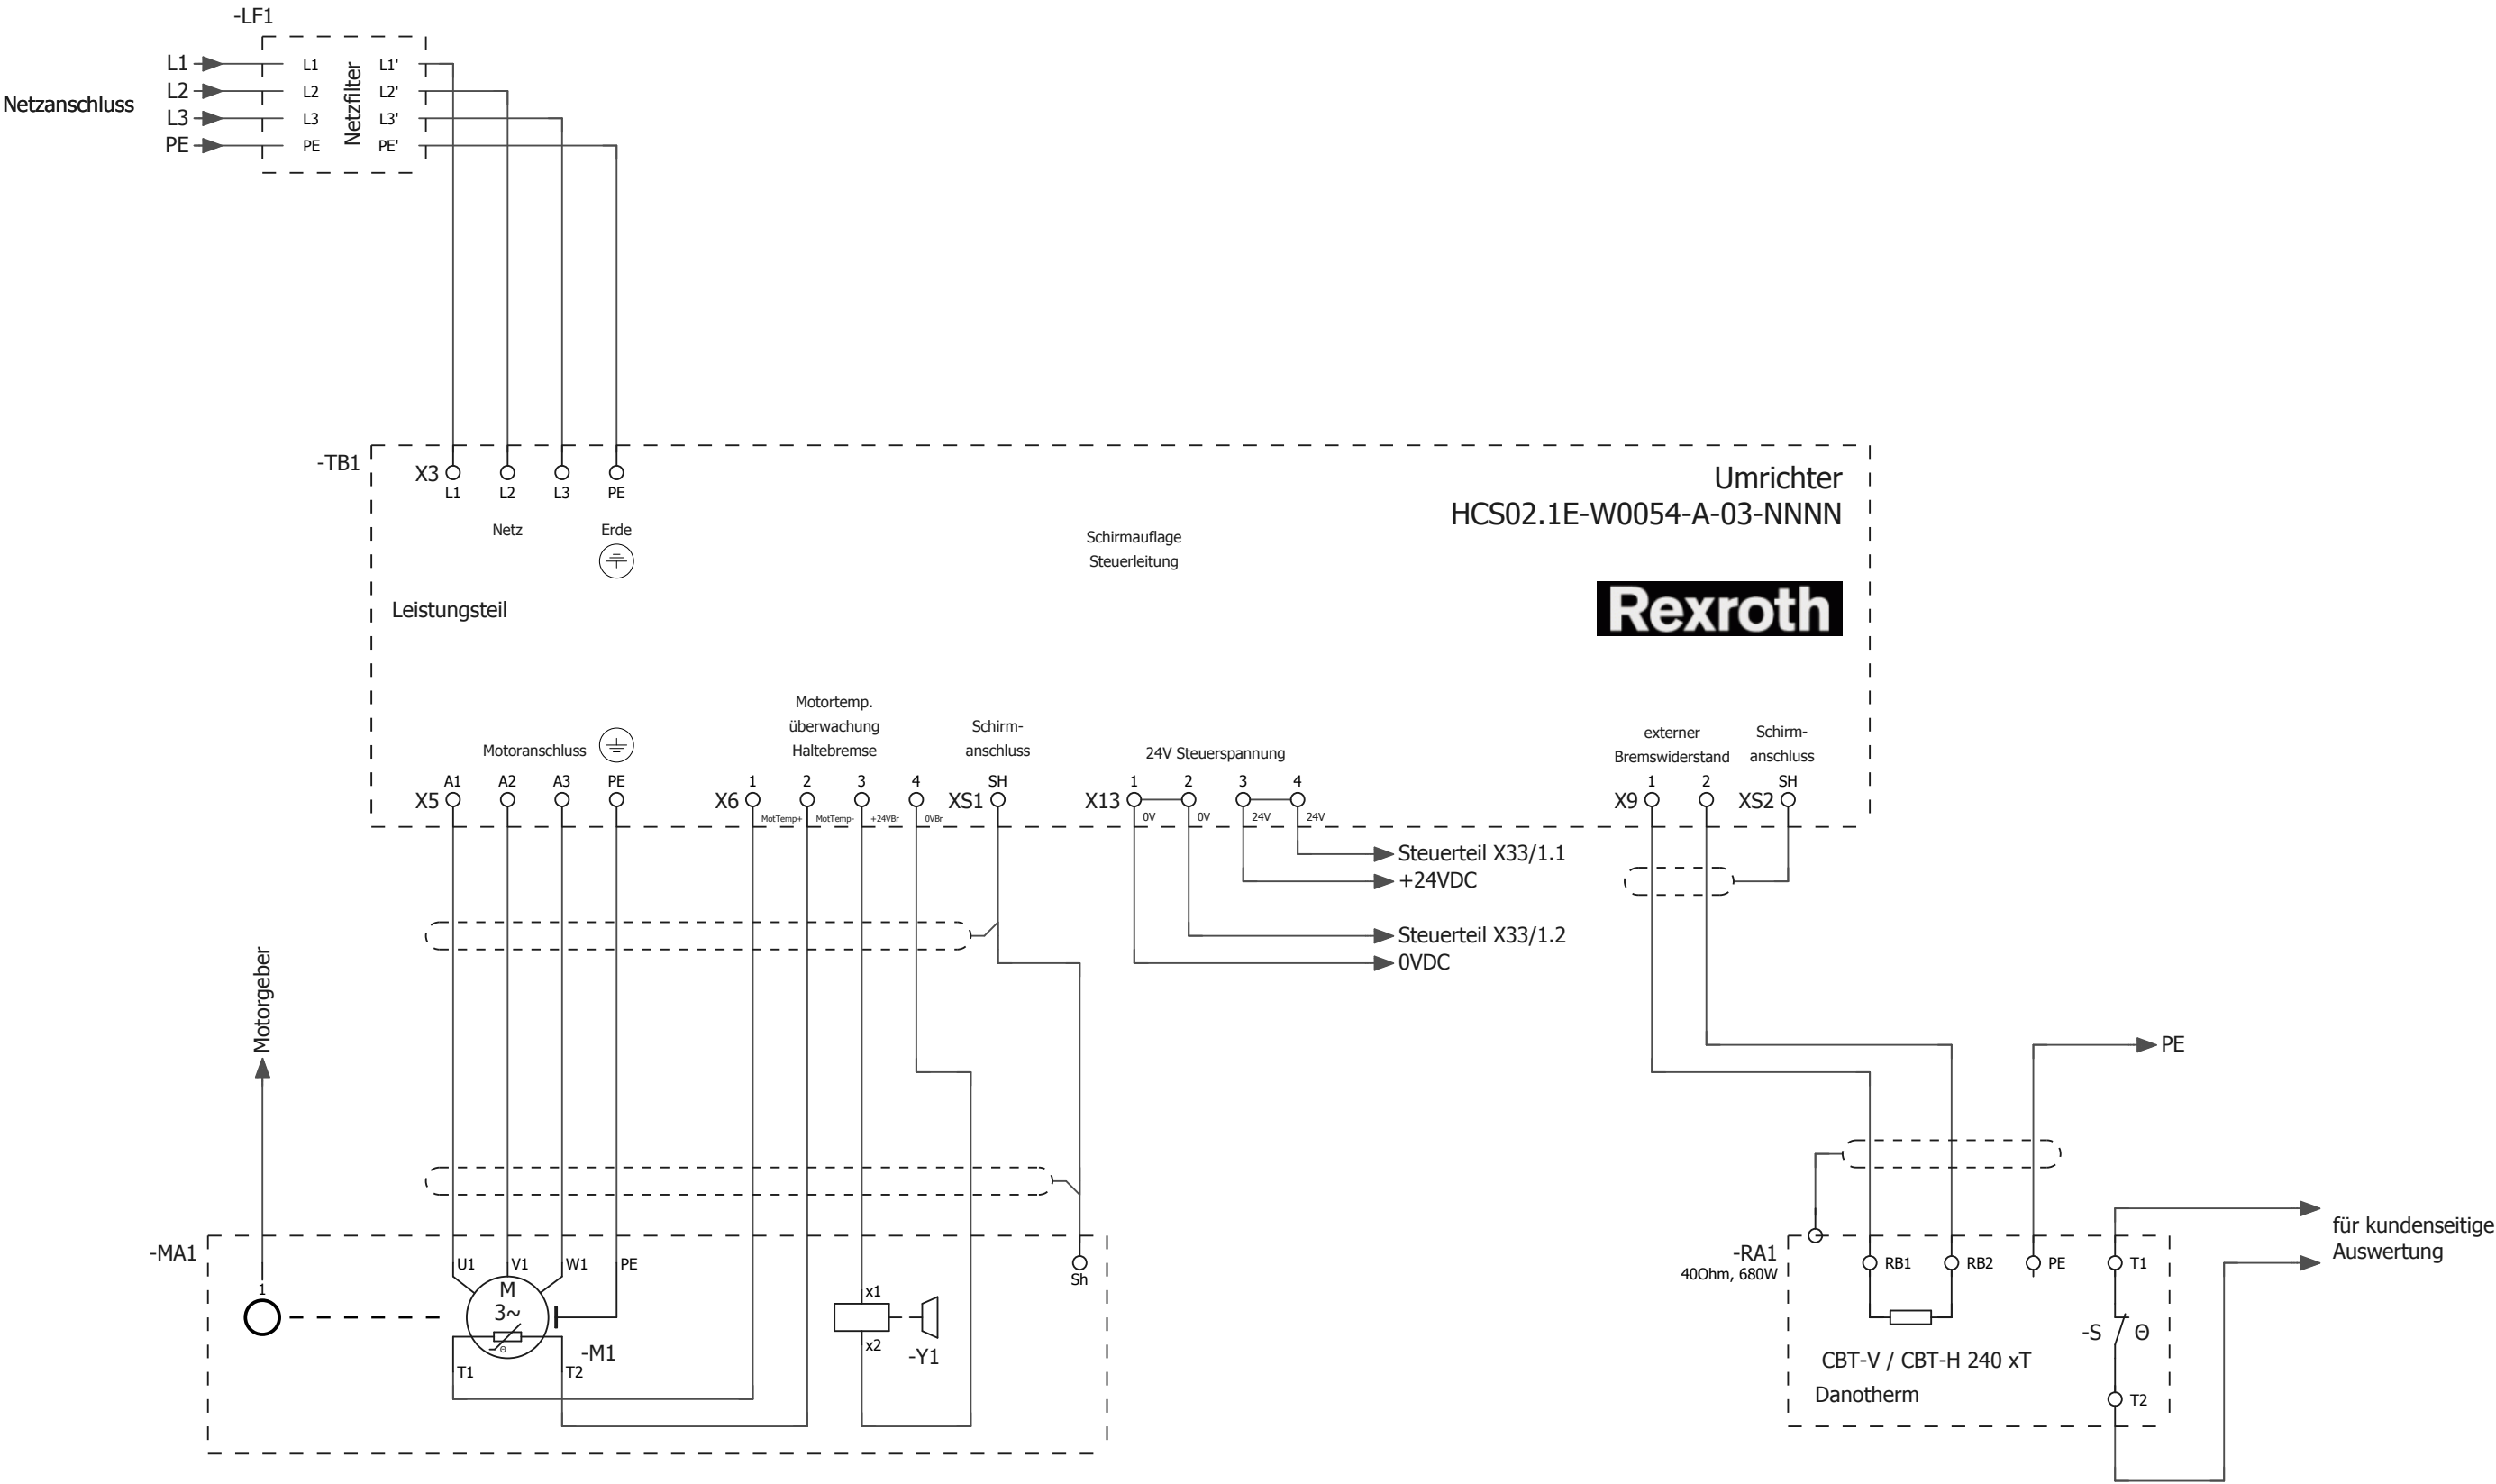 -LF1
L1 L1 L1'
L2 L2 L2'
Netzanschluss
Netzfilter
L3 L3 L3'
PE PE PE'
-TB1
X3
L1 L2 L3 PE
Netz Erde
Umrichter
HCS02.1E-W0054-A-03-NNNN
Schirmauflage
Steuerleitung
Rexroth
Leistungsteil
Motoranschluss
Motortemp.
überwachung
Haltebremse
Schirm-
anschluss
24V Steuerspannung
externer
Bremswiderstand
Schirm-
anschluss
X5 A1 A2 A3 PE
X6 1 2 3 4
MotTemp+ MotTemp- +24VBr 0VBr
XS1 SH
X13 1 2 3 4
0V 0V 24V 24V
X9 1 2
XS2 SH
Steuerteil X33/1.1
+24VDC
Steuerteil X33/1.2
0VDC
Motorgeber
PE
-MA1
1
U1 V1 W1 PE
M
3~
Θ
-M1
T1 T2
x1
x2
-Y1
Sh
-RA1
40Ohm, 680W
RB1 RB2 PE T1
-S Θ
T2
CBT-V / CBT-H 240 xT
Danotherm
für kundenseitige
Auswertung